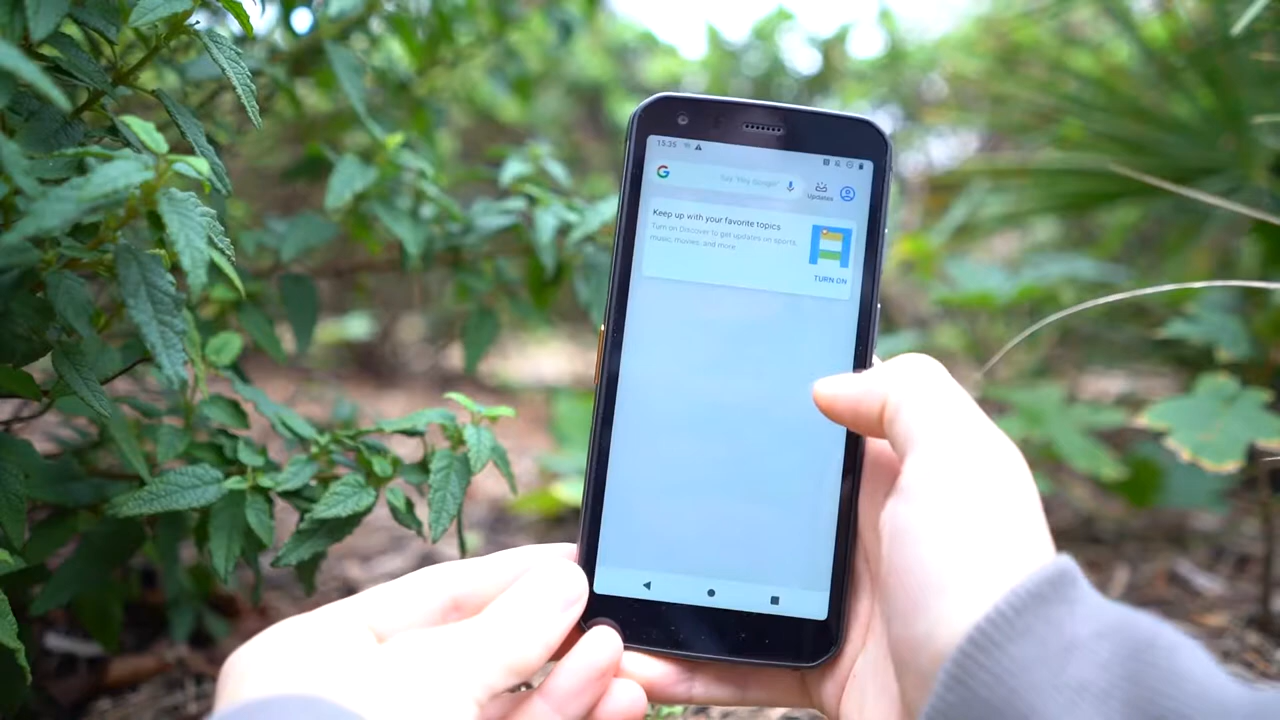 15:35
G Say "Hey Google"
Updates
Keep up with your favorite topics
Turn on Discover to get updates on sports,
music, movies, and more
TURN ON